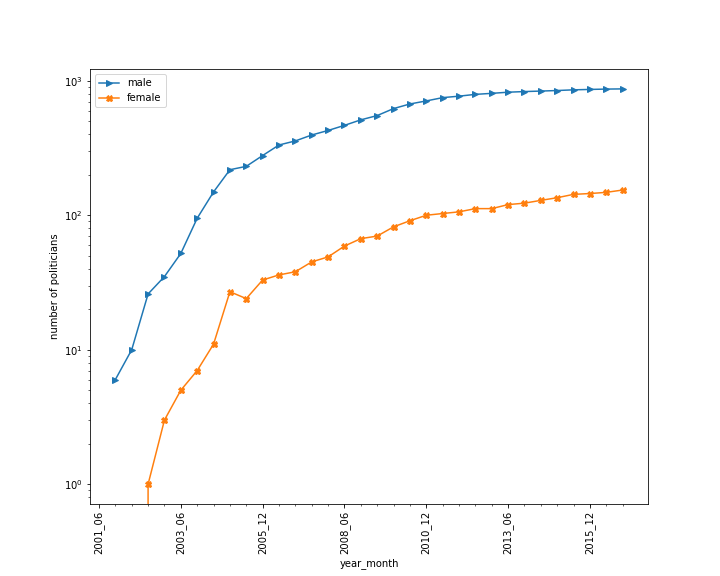 male
female
10³
10²
10¹
10⁰
number of politicians
2001_06
2003_06
2005_12
2008_06
2010_12
2013_06
2015_12
year_month